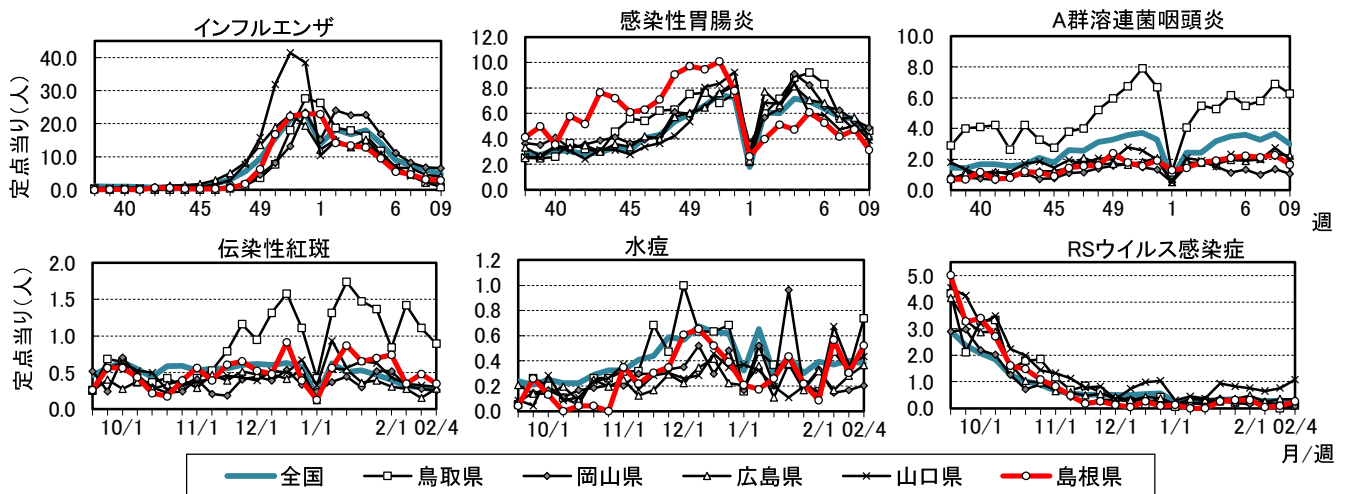 インフルエンザ
感染性胃腸炎
A群溶連菌咽頭炎
定点当り(人)
40.0
30.0
20.0
10.0
0.0
40 45 49 1 6 09
12.0
10.0
8.0
6.0
4.0
2.0
0.0
40 45 49 1 6 09
10.0
8.0
6.0
4.0
2.0
0.0
40 45 49 1 6 09
週
伝染性紅斑
水痘
RSウイルス感染症
定点当り(人)
2.0
1.5
1.0
0.5
0.0
10/1 11/1 12/1 1/1 2/1 02/4
1.2
1.0
0.8
0.6
0.4
0.2
0.0
10/1 11/1 12/1 1/1 2/1 02/4
5.0
4.0
3.0
2.0
1.0
0.0
10/1 11/1 12/1 1/1 2/1 02/4
月/週
全国 鳥取県 岡山県 広島県 山口県 島根県